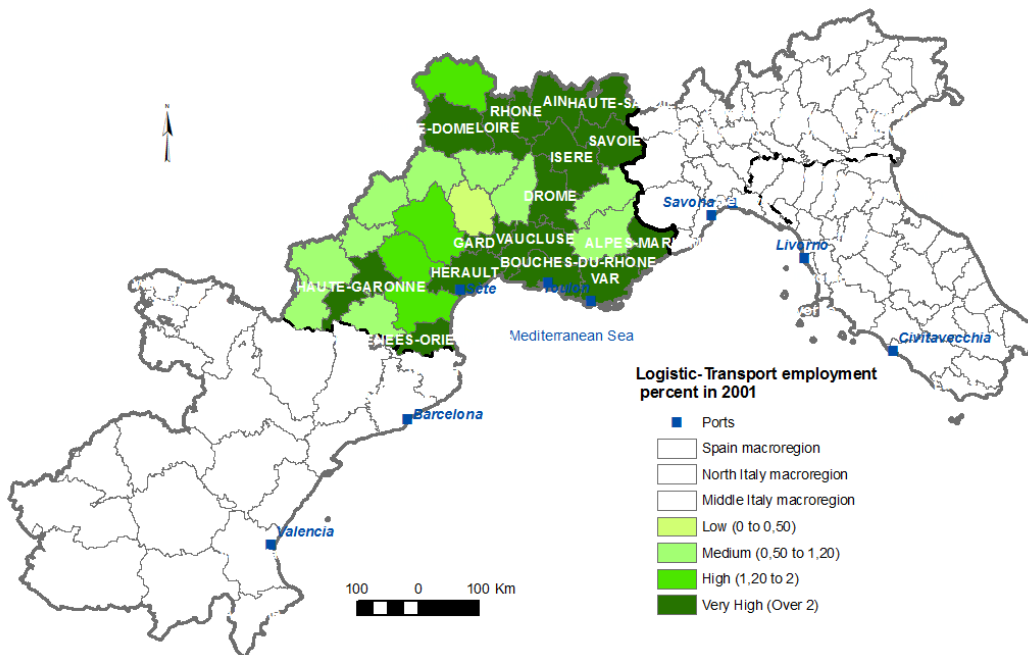 N
RHONE
AIN
HAUTE-SA
E-DOME
LOIRE
SAVOIE
ISERE
DROME
Savona
GARD
VAUCLUSE
ALPES-MAR
Livorno
BOUCHES-DU-RHONE
HERAULT
VAR
HAUTE-GARONNE
Sete
Toulon
NEES-ORIE
Mediterranean Sea
Civitavecchia
Logistic-Transport employment
percent in 2001
Ports
Barcelona
Spain macroregion
North Italy macroregion
Middle Italy macroregion
Low (0 to 0,50)
Valencia
Medium (0,50 to 1,20)
High (1,20 to 2)
100 0 100 Km
Very High (Over 2)